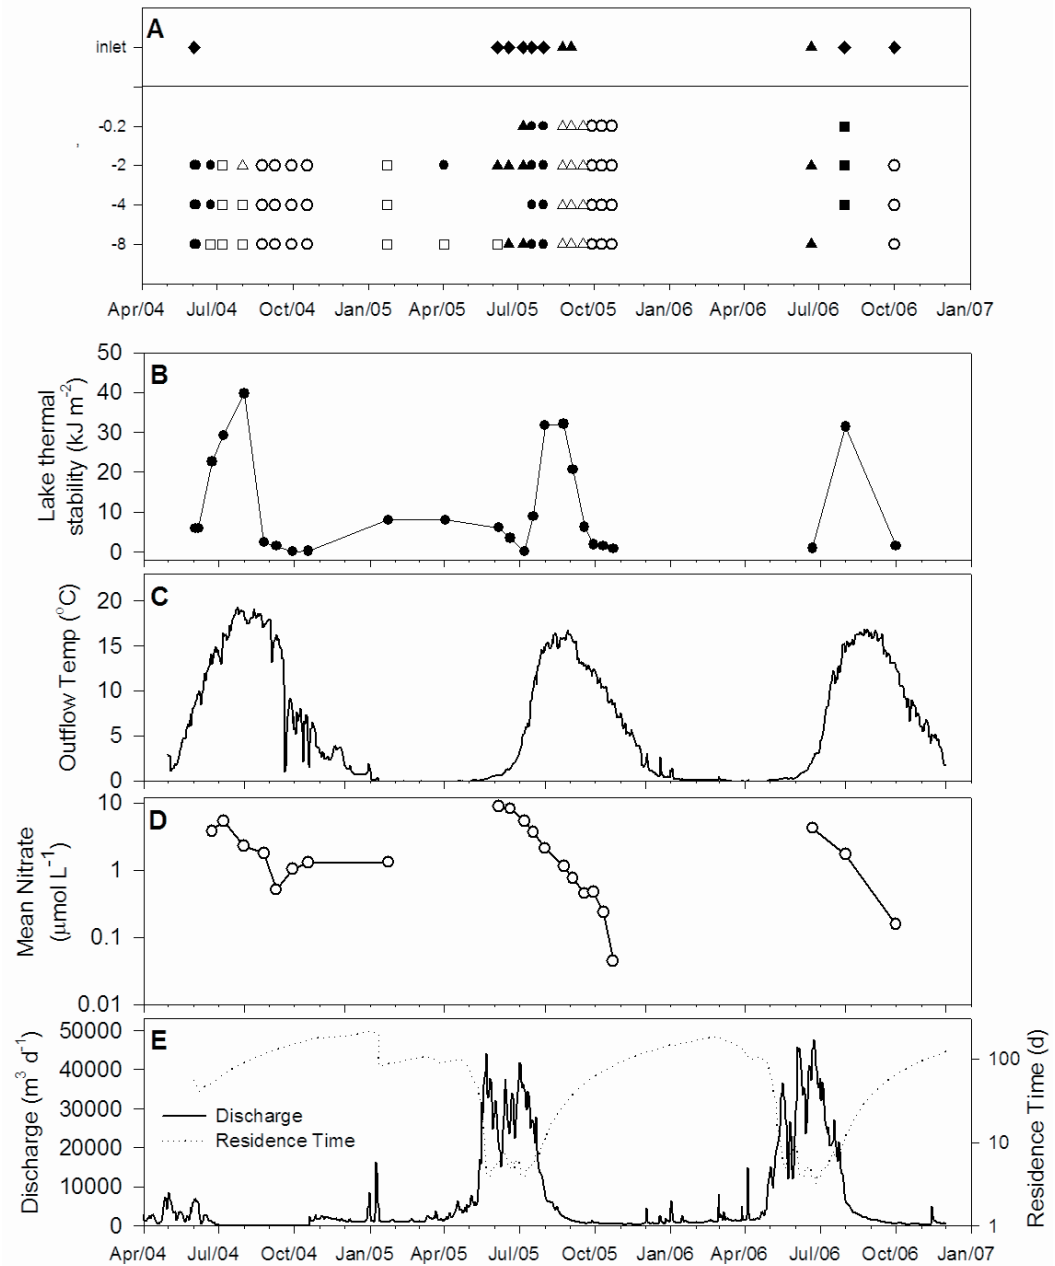 A
inlet
-0.2
-2
-4
-8
Apr/04 Jul/04 Oct/04 Jan/05 Apr/05 Jul/05 Oct/05 Jan/06 Apr/06 Jul/06 Oct/06 Jan/07
B
Lake thermal
stability (kJ m⁻²)
50
40
30
20
10
0
C
Outflow Temp (°C)
20
15
10
5
0
D
Mean Nitrate
(μmol L⁻¹)
10
1
0.1
0.01
E
Discharge (m³ d⁻¹)
50000
40000
30000
20000
10000
0
Discharge
Residence Time
100
10
1
Residence Time (d)
Apr/04 Jul/04 Oct/04 Jan/05 Apr/05 Jul/05 Oct/05 Jan/06 Apr/06 Jul/06 Oct/06 Jan/07